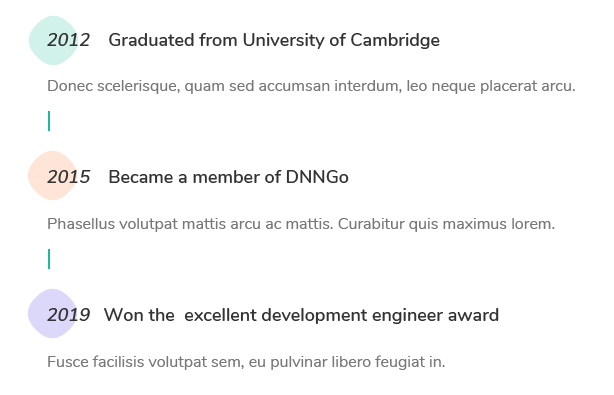 2012 Graduated from University of Cambridge
Donec scelerisque, quam sed accumsan interdum, leo neque placerat arcu.
2015 Became a member of DNNGo
Phasellus volutpat mattis arcu ac mattis. Curabitur quis maximus lorem.
2019 Won the  excellent development engineer award
Fusce facilisis volutpat sem, eu pulvinar libero feugiat in.